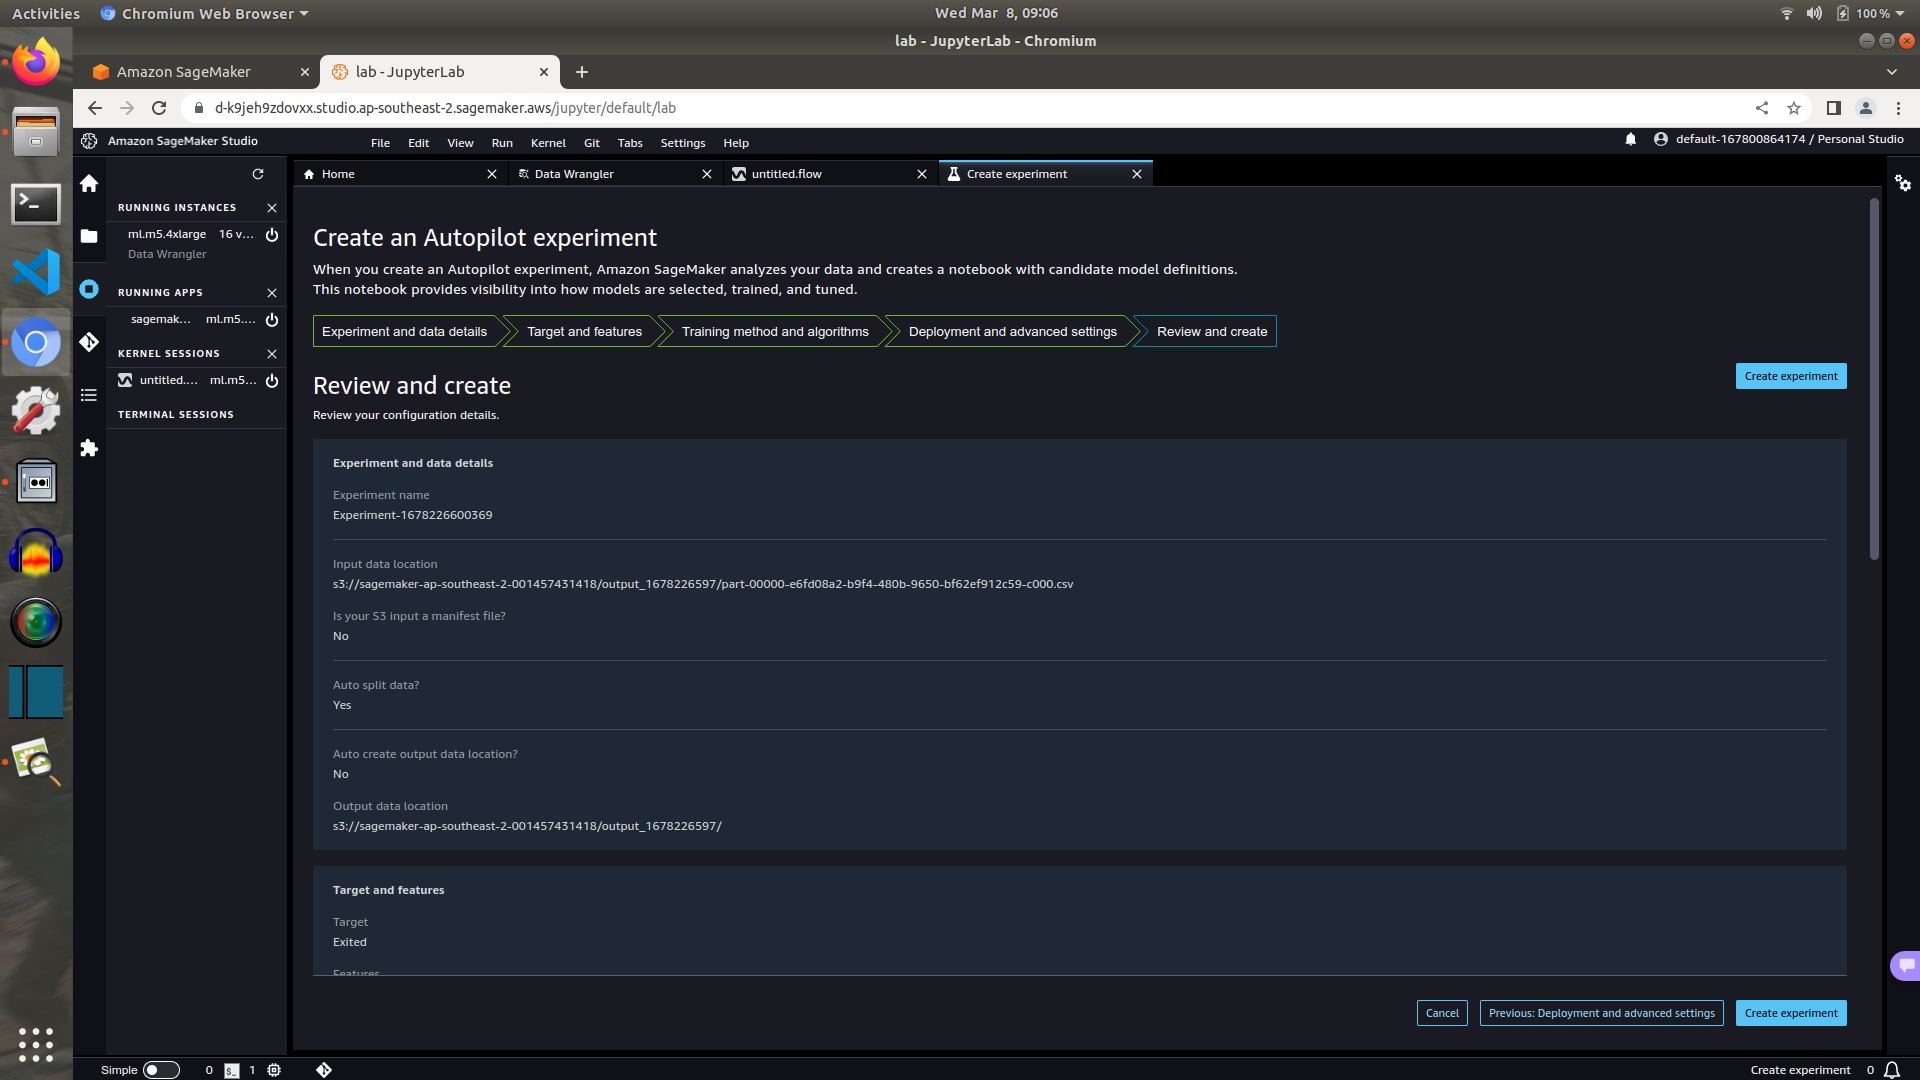 Activities
Chromium Web Browser
Wed Mar 8, 09:06
100 %
lab - JupyterLab - Chromium
Amazon SageMaker
lab - JupyterLab
d-k9jeh9zdovxx.studio.ap-southeast-2.sagemaker.aws/jupyter/default/lab
Amazon SageMaker Studio
File
Edit
View
Run
Kernel
Git
Tabs
Settings
Help
default-167800864174 / Personal Studio
Home
Data Wrangler
untitled.flow
Create experiment
RUNNING INSTANCES
ml.m5.4xlarge
16 v...
Data Wrangler
RUNNING APPS
sagemak...
ml.m5....
KERNEL SESSIONS
untitled....
ml.m5...
TERMINAL SESSIONS
Create an Autopilot experiment
When you create an Autopilot experiment, Amazon SageMaker analyzes your data and creates a notebook with candidate model definitions.
This notebook provides visibility into how models are selected, trained, and tuned.
Experiment and data details
Target and features
Training method and algorithms
Deployment and advanced settings
Review and create
Review and create
Create experiment
Review your configuration details.
Experiment and data details
Experiment name
Experiment-1678226600369
Input data location
s3://sagemaker-ap-southeast-2-001457431418/output_1678226597/part-00000-e6fd08a2-b9f4-480b-9650-bf62ef912c59-c000.csv
Is your S3 input a manifest file?
No
Auto split data?
Yes
Auto create output data location?
No
Output data location
s3://sagemaker-ap-southeast-2-001457431418/output_1678226597/
Target and features
Target
Exited
Features
Cancel
Previous: Deployment and advanced settings
Create experiment
Simple
0
1
Create experiment
0